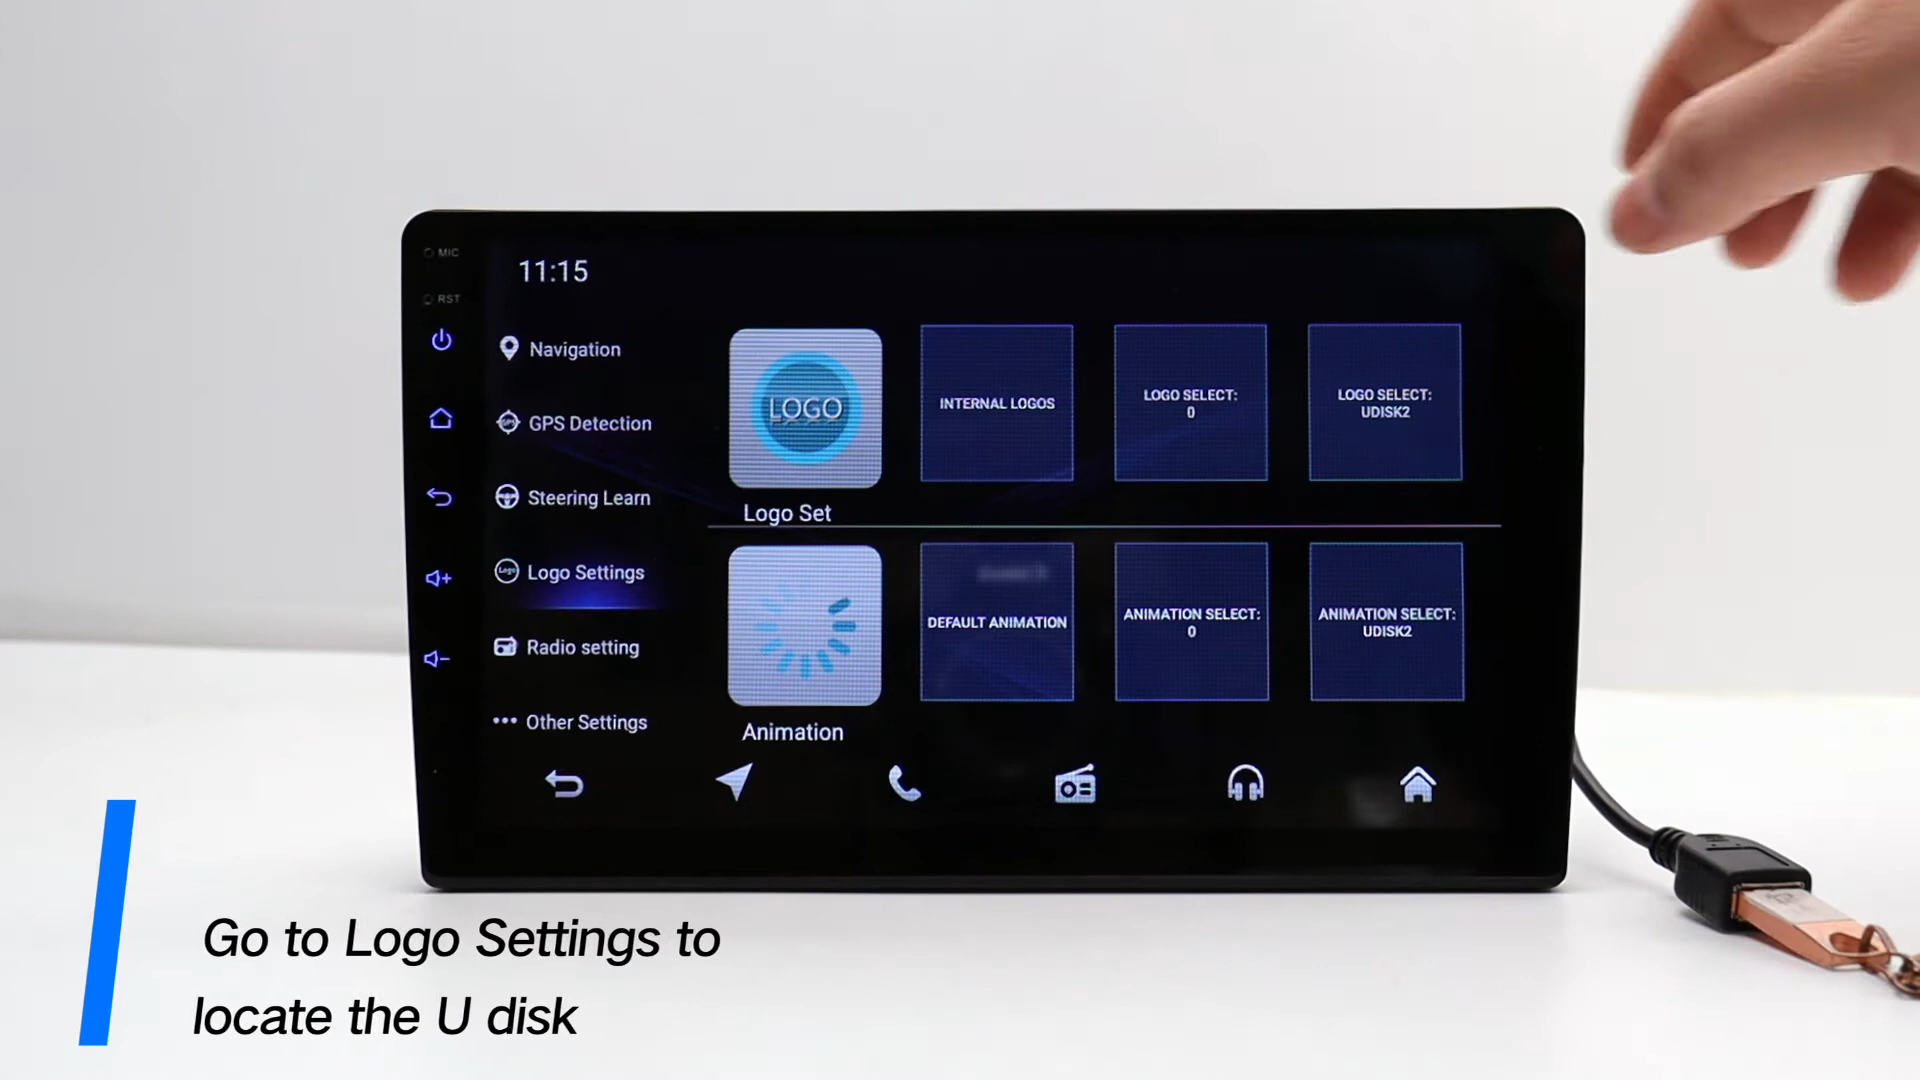 MIC
RST
11:15
Navigation
GPS Detection
Steering Learn
Logo Settings
Radio setting
Other Settings
LOGO
Logo Set
INTERNAL LOGOS
LOGO SELECT:
0
LOGO SELECT:
UDISK2
Animation
DEFAULT ANIMATION
ANIMATION SELECT:
0
ANIMATION SELECT:
UDISK2
Go to Logo Settings to
locate the U disk